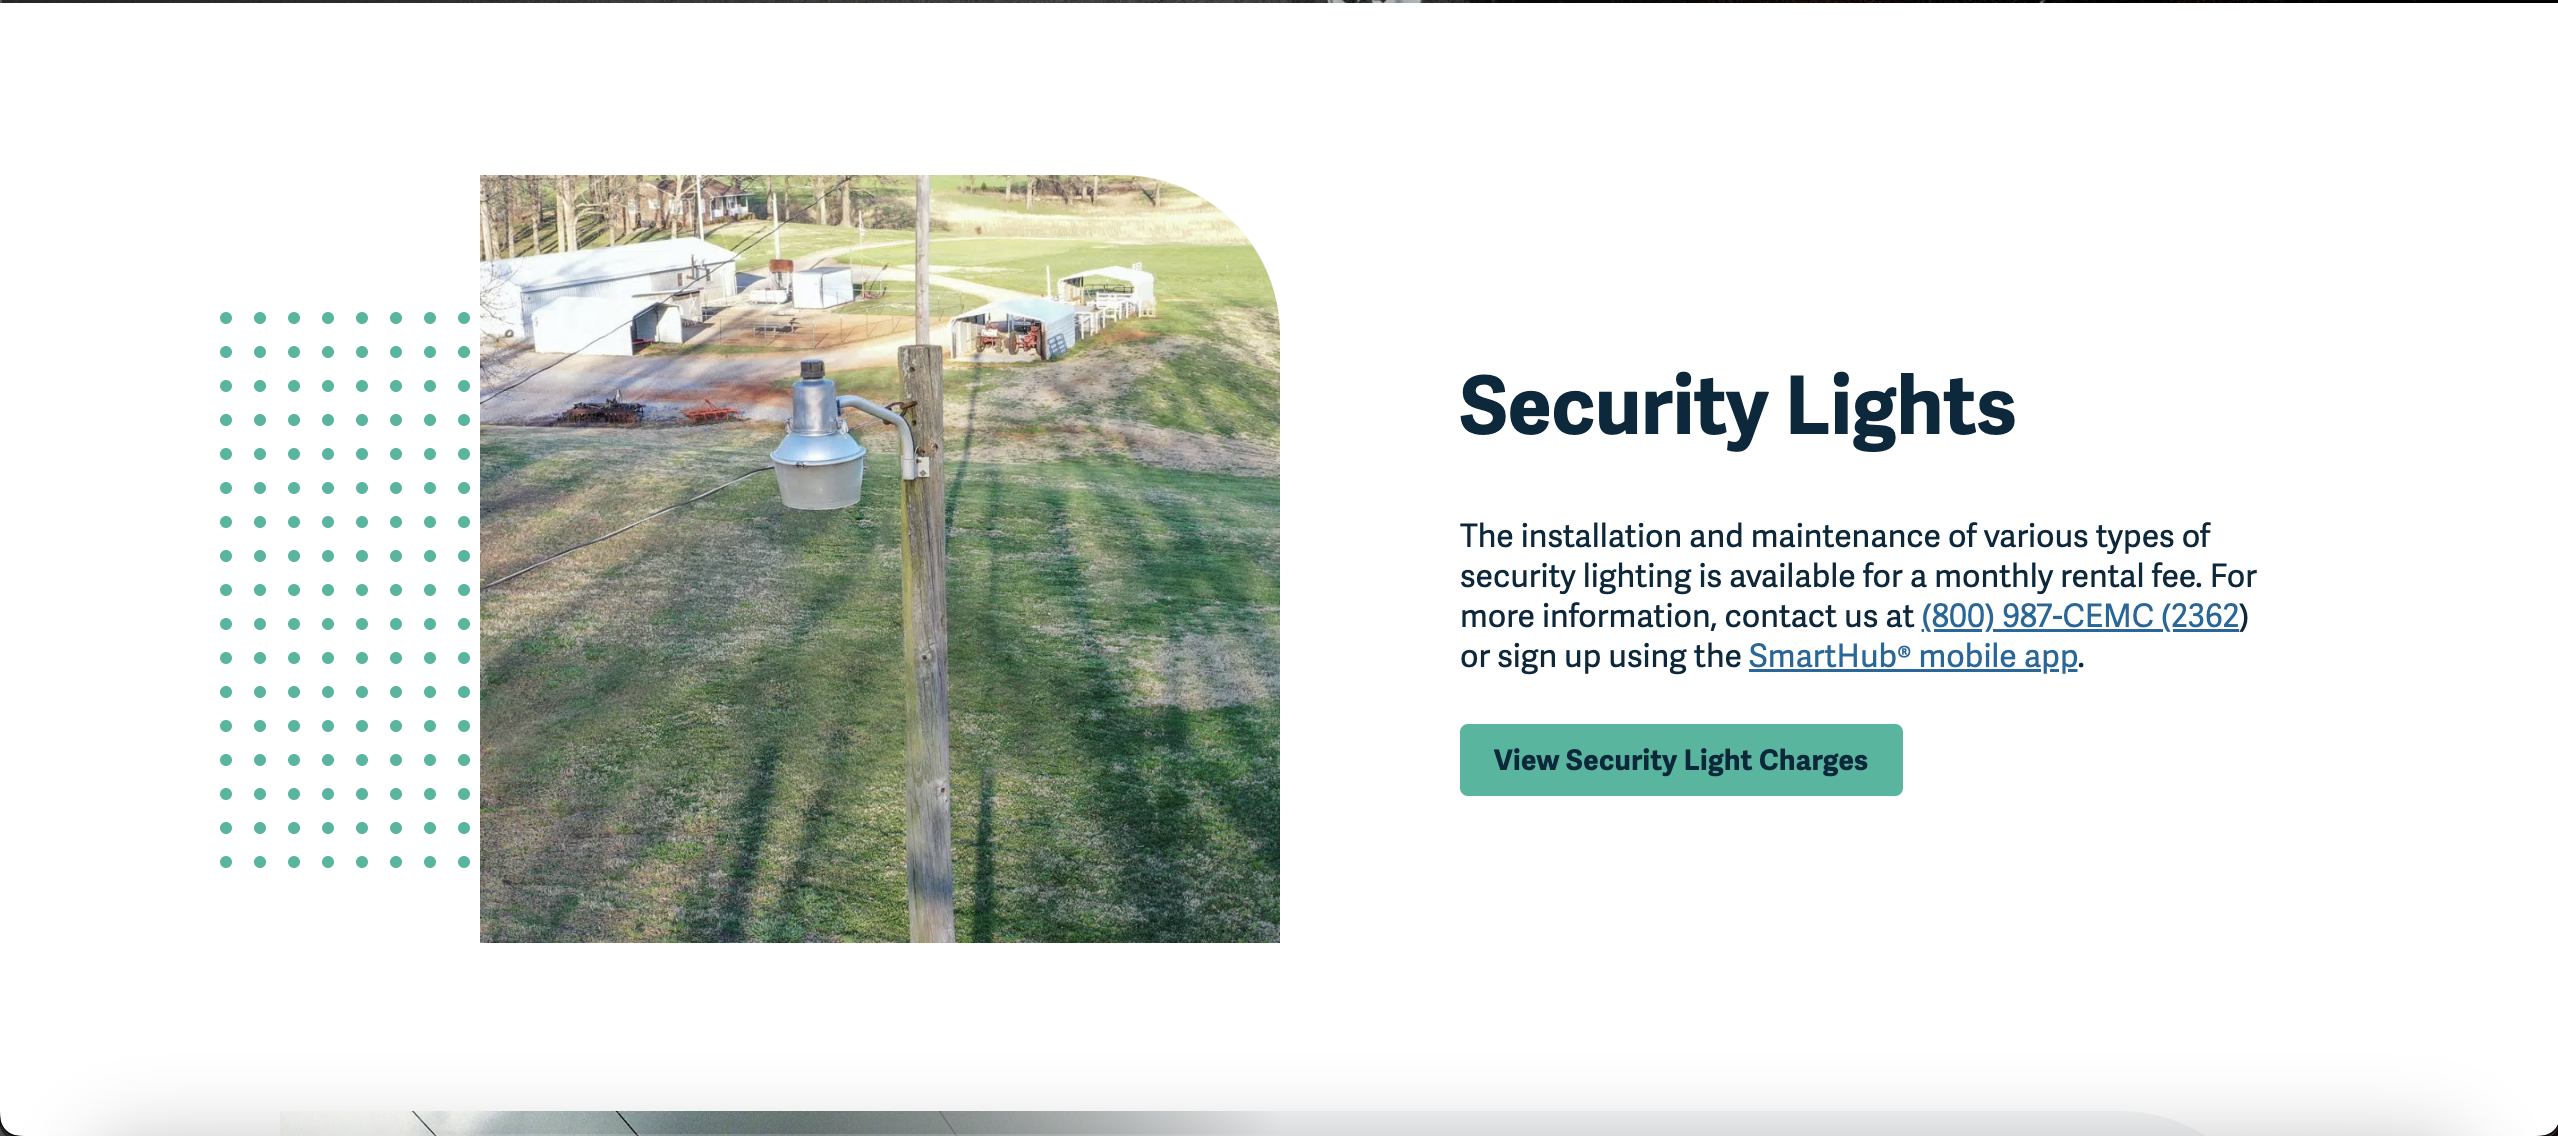 Security Lights
The installation and maintenance of various types of
security lighting is available for a monthly rental fee. For
more information, contact us at (800) 987-CEMC (2362)
or sign up using the SmartHub® mobile app.
View Security Light Charges